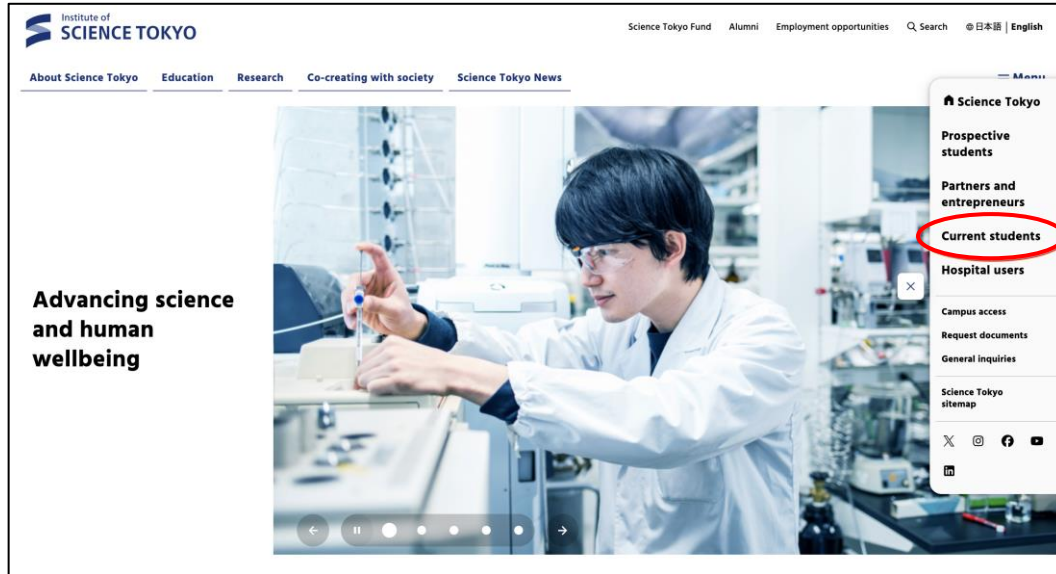 Institute of
SCIENCE TOKYO
Science Tokyo Fund Alumni Employment opportunities Search 日本語 | English
About Science Tokyo Education Research Co-creating with society Science Tokyo News
Menu
Science Tokyo
Prospective
students
Partners and
entrepreneurs
Current students
Hospital users
Campus access
Request documents
General inquiries
Science Tokyo
sitemap
Advancing science
and human
wellbeing